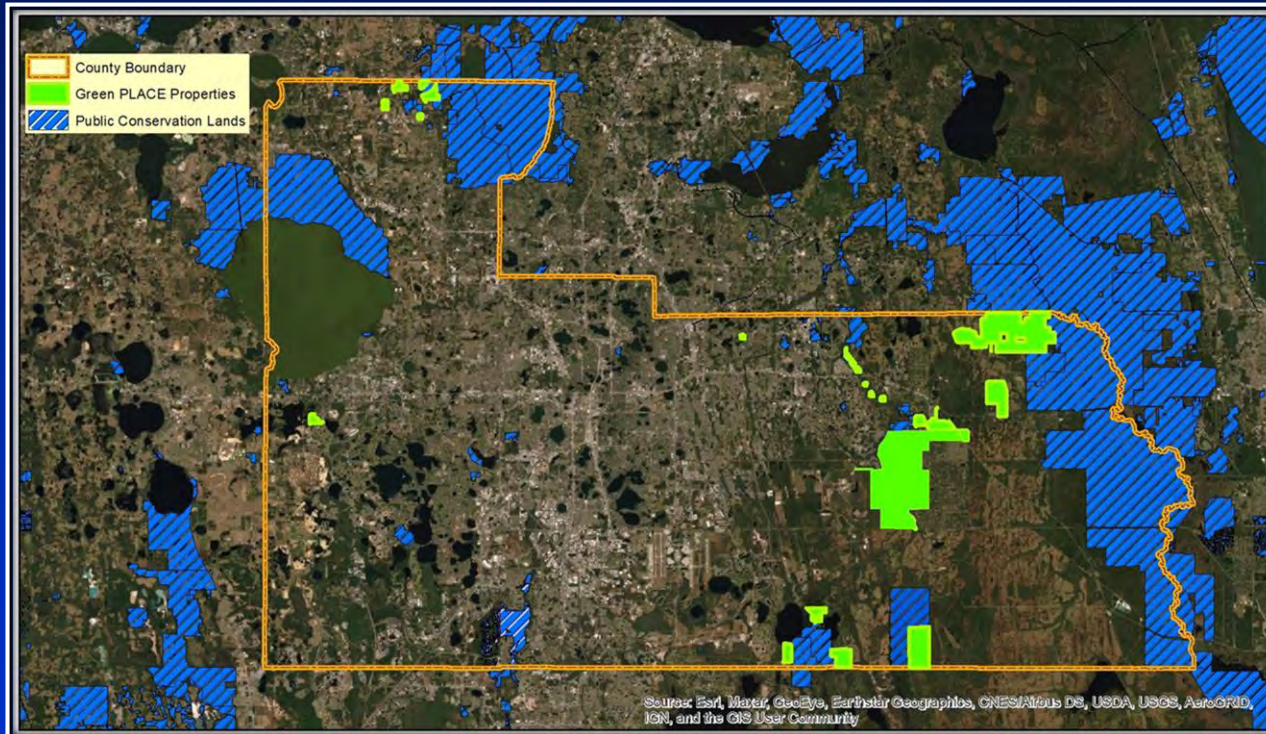 County Boundary
Green PLACE Properties
Public Conservation Lands
Source: Esri, Maxar, GeoEye, Earthstar Geographics, CNES/Airbus DS, USDA, USGS, AeroGRID,
IGN, and the GIS User Community